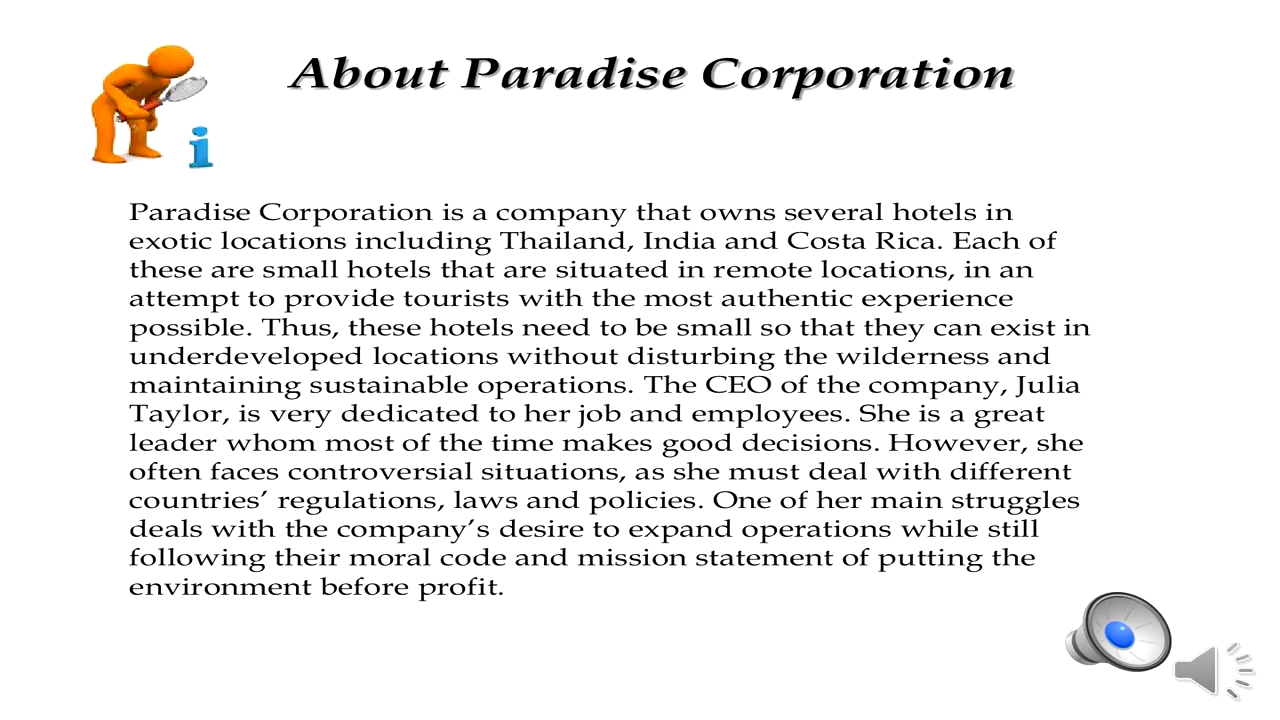 About Paradise Corporation
i
Paradise Corporation is a company that owns several hotels in
exotic locations including Thailand, India and Costa Rica. Each of
these are small hotels that are situated in remote locations, in an
attempt to provide tourists with the most authentic experience
possible. Thus, these hotels need to be small so that they can exist in
underdeveloped locations without disturbing the wilderness and
maintaining sustainable operations. The CEO of the company, Julia
Taylor, is very dedicated to her job and employees. She is a great
leader whom most of the time makes good decisions. However, she
often faces controversial situations, as she must deal with different
countries’ regulations, laws and policies. One of her main struggles
deals with the company’s desire to expand operations while still
following their moral code and mission statement of putting the
environment before profit.